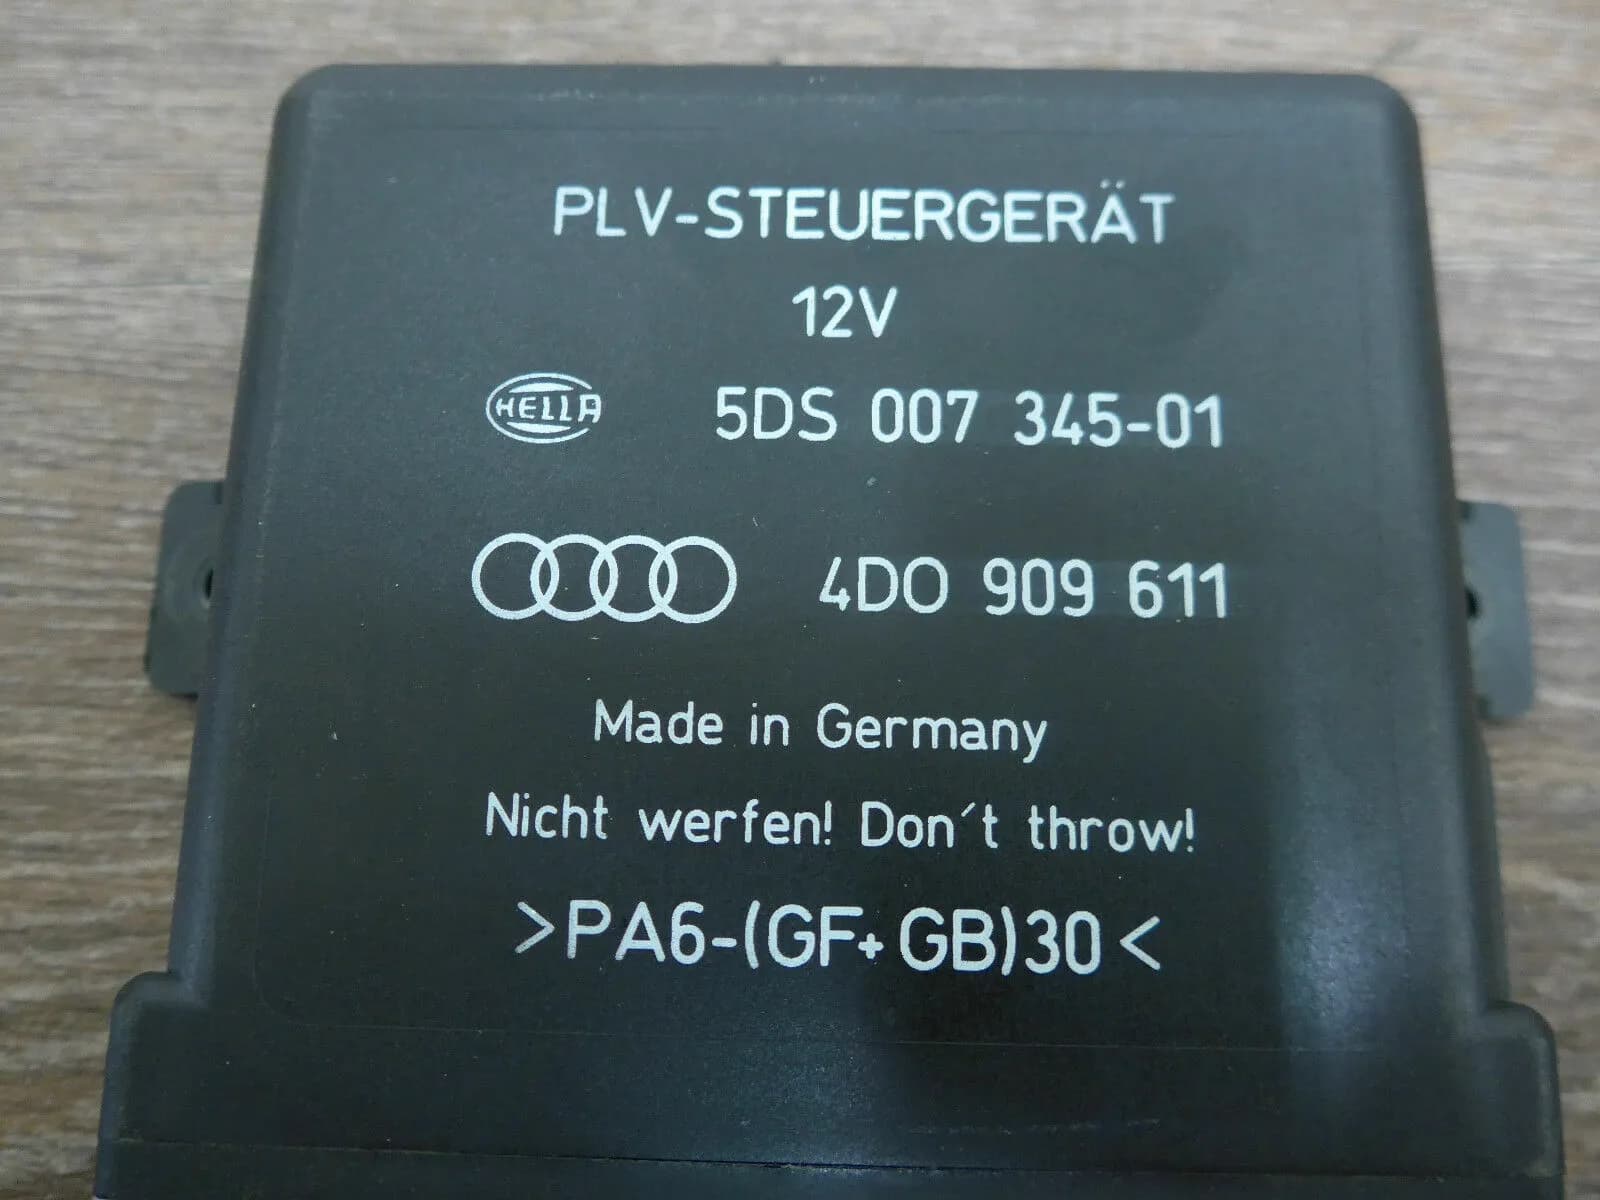 PLV-STEUERGERÄT
12V
HELLA 5DS 007 345-01
4D0 909 611
Made in Germany
Nicht werfen! Don´t throw!
>PA6-(GF+GB)30<